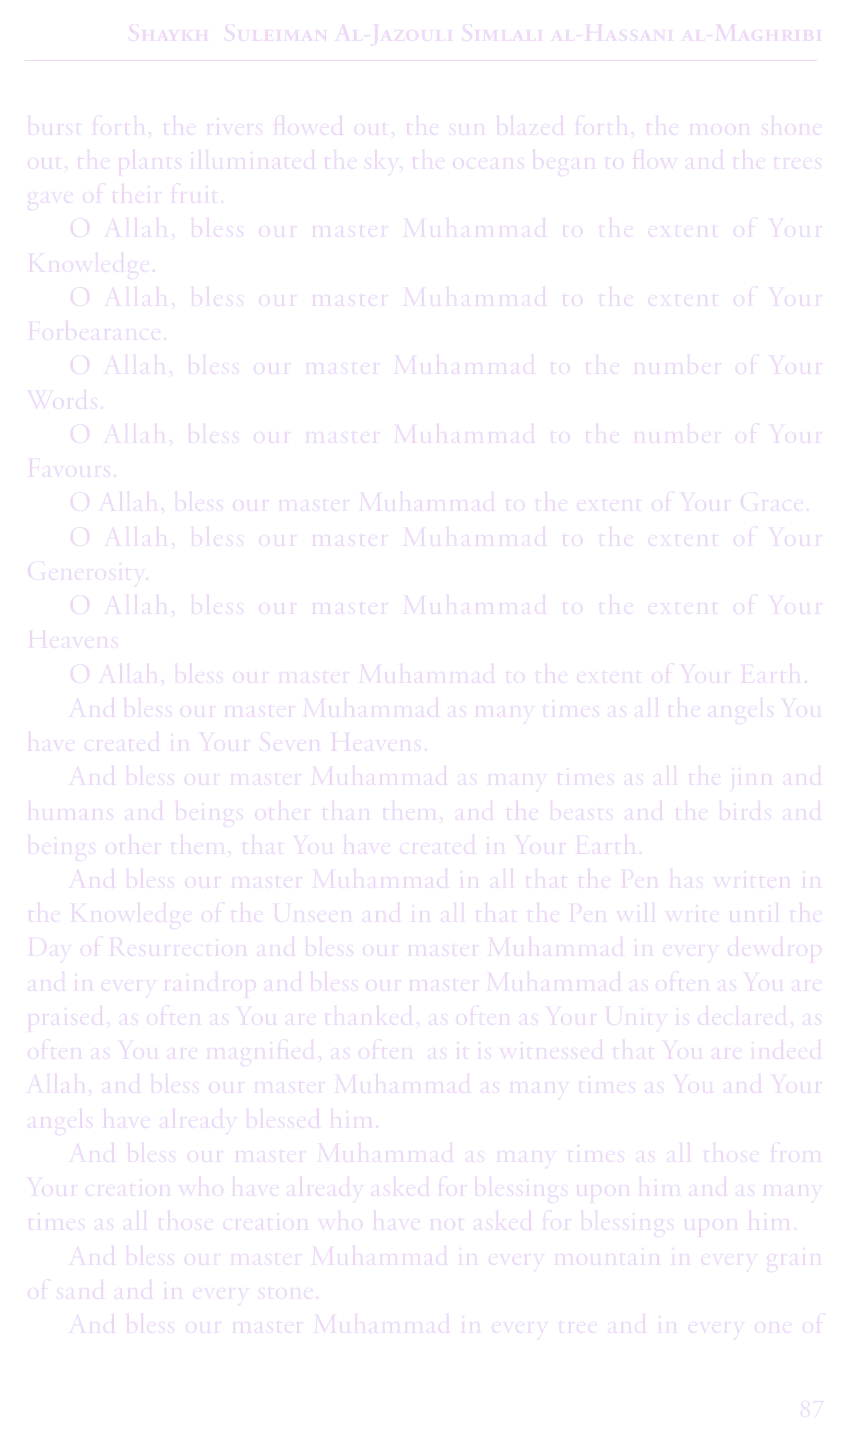 Shaykh Suleiman Al-Jazouli Simlali al-Hassani al-Maghribi
burst forth, the rivers flowed out, the sun blazed forth, the moon shone
out, the plants illuminated the sky, the oceans began to flow and the trees
gave of their fruit.
O Allah, bless our master Muhammad to the extent of Your
Knowledge.
O Allah, bless our master Muhammad to the extent of Your
Forbearance.
O Allah, bless our master Muhammad to the number of Your
Words.
O Allah, bless our master Muhammad to the number of Your
Favours.
O Allah, bless our master Muhammad to the extent of Your Grace.
O Allah, bless our master Muhammad to the extent of Your
Generosity.
O Allah, bless our master Muhammad to the extent of Your
Heavens
O Allah, bless our master Muhammad to the extent of Your Earth.
And bless our master Muhammad as many times as all the angels You
have created in Your Seven Heavens.
And bless our master Muhammad as many times as all the jinn and
humans and beings other than them, and the beasts and the birds and
beings other them, that You have created in Your Earth.
And bless our master Muhammad in all that the Pen has written in
the Knowledge of the Unseen and in all that the Pen will write until the
Day of Resurrection and bless our master Muhammad in every dewdrop
and in every raindrop and bless our master Muhammad as often as You are
praised, as often as You are thanked, as often as Your Unity is declared, as
often as You are magnified, as often as it is witnessed that You are indeed
Allah, and bless our master Muhammad as many times as You and Your
angels have already blessed him.
And bless our master Muhammad as many times as all those from
Your creation who have already asked for blessings upon him and as many
times as all those creation who have not asked for blessings upon him.
And bless our master Muhammad in every mountain in every grain
of sand and in every stone.
And bless our master Muhammad in every tree and in every one of
87